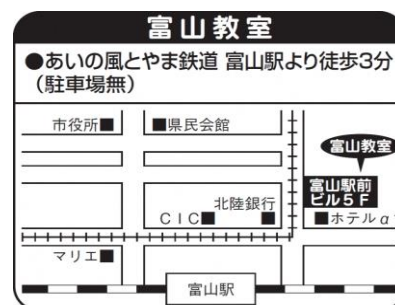 富山教室
●あいの風とやま鉄道 富山駅より徒歩3分
(駐車場無)
市役所■
■県民会館
富山教室
富山駅前
ビル5F
北陸銀行
CIC■
■ホテルα
マリエ■
富山駅